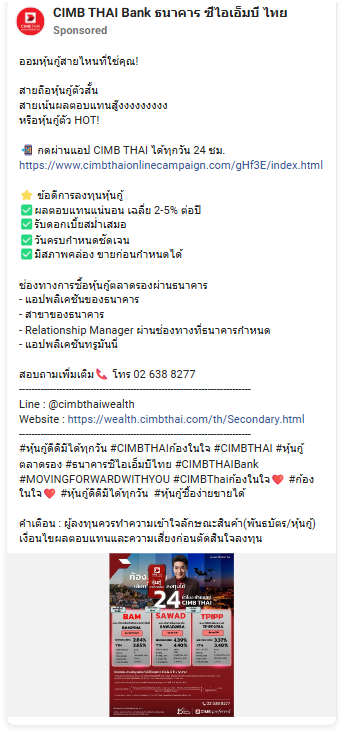 CIMB THAI Bank ธนาคาร ซีไอเอ็มบี ไทย
Sponsored
ออมหุ้นกู้สายไหนที่ใช่คุณ!
สายถือหุ้นกู้ตัวสั้น
สายเน้นผลตอบแทนสู๊งงงงงงงงง
หรือหุ้นกู้ตัว HOT!
กดผ่านแอป CIMB THAI ได้ทุกวัน 24 ชม.
https://www.cimbthaionlinecampaign.com/gHf3E/index.html
⭐ ข้อดีการลงทุนหุ้นกู้
✅ผลตอบแทนแน่นอน เฉลี่ย 2-5% ต่อปี
✅รับดอกเบี้ยสม่ำเสมอ
✅วันครบกำหนดชัดเจน
✅มีสภาพคล่อง ขายก่อนกำหนดได้
ช่องทางการซื้อหุ้นกู้ตลาดรองผ่านธนาคาร
- แอปพลิเคชันของธนาคาร
- สาขาของธนาคาร
- Relationship Manager ผ่านช่องทางที่ธนาคารกำหนด
- แอปพลิเคชันทรูมันนี่
สอบถามเพิ่มเติม📞 โทร 02 638 8277
---------------------------------------------------------------
Line : @cimbthaiwealth
Website : https://wealth.cimbthai.com/th/Secondary.html
---------------------------------------------------------------
#หุ้นกู้ดีดีมีได้ทุกวัน #CIMBTHAIก้องในใจ #CIMBTHAI #หุ้นกู้
ตลาดรอง #ธนาคารซีไอเอ็มบีไทย #CIMBTHAIBank
#MOVINGFORWARDWITHYOU #CIMBThaiก้องในใจ❤️ #ก้อง
ในใจ❤️ #หุ้นกู้ดีดีมีได้ทุกวัน #หุ้นกู้ซื้อง่ายขายได้
คำเตือน : ผู้ลงทุนควรทำความเข้าใจลักษณะสินค้า(พันธบัตร/หุ้นกู้)
เงื่อนไขผลตอบแทนและความเสี่ยงก่อนตัดสินใจลงทุน
ก้อง
24
CIMB THAI
BAM SAWAD TPIPP
2.64% 4.39% 3.37%
2.65% 4.40% 3.40%
02 638 8277
CIMB preferred